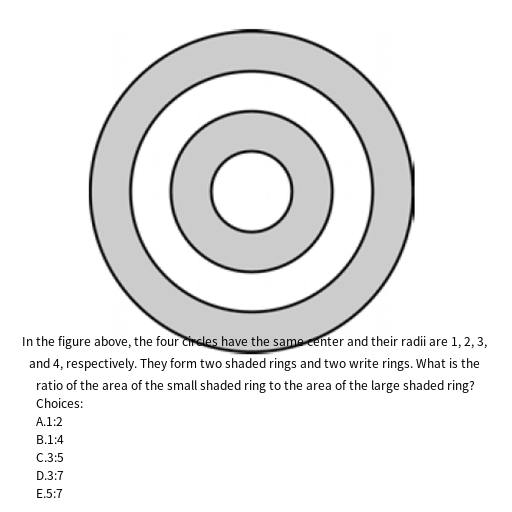 In the figure above, the four circles have the same center and their radii are 1, 2, 3,
and 4, respectively. They form two shaded rings and two write rings. What is the
ratio of the area of the small shaded ring to the area of the large shaded ring?
Choices:
A.1:2
B.1:4
C.3:5
D.3:7
E.5:7